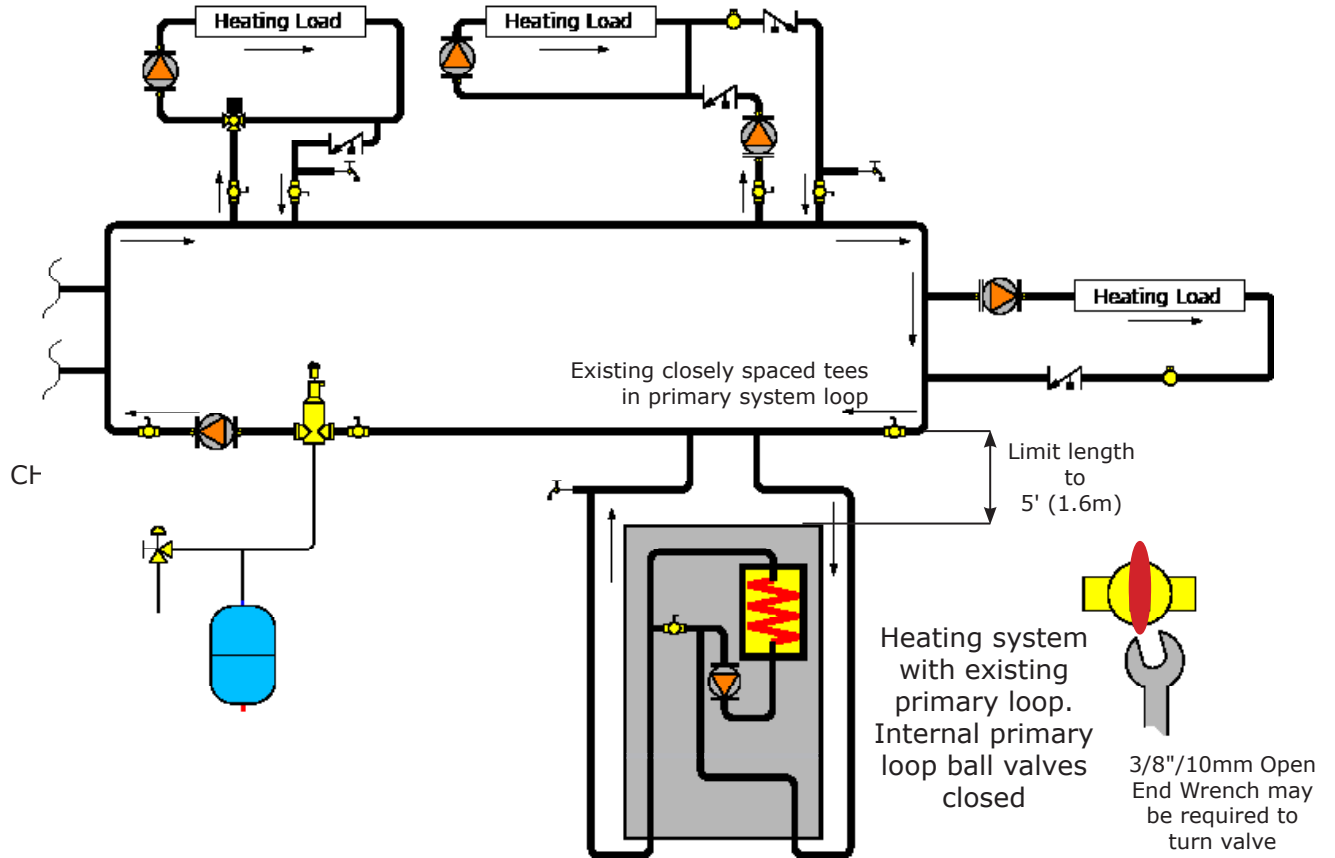 Heating Load
Heating Load
Heating Load
Existing closely spaced tees
in primary system loop
Limit length
to
5' (1.6m)
CH
Heating system
with existing
primary loop.
Internal primary
loop ball valves
closed
3/8"/10mm Open
End Wrench may
be required to
turn valve